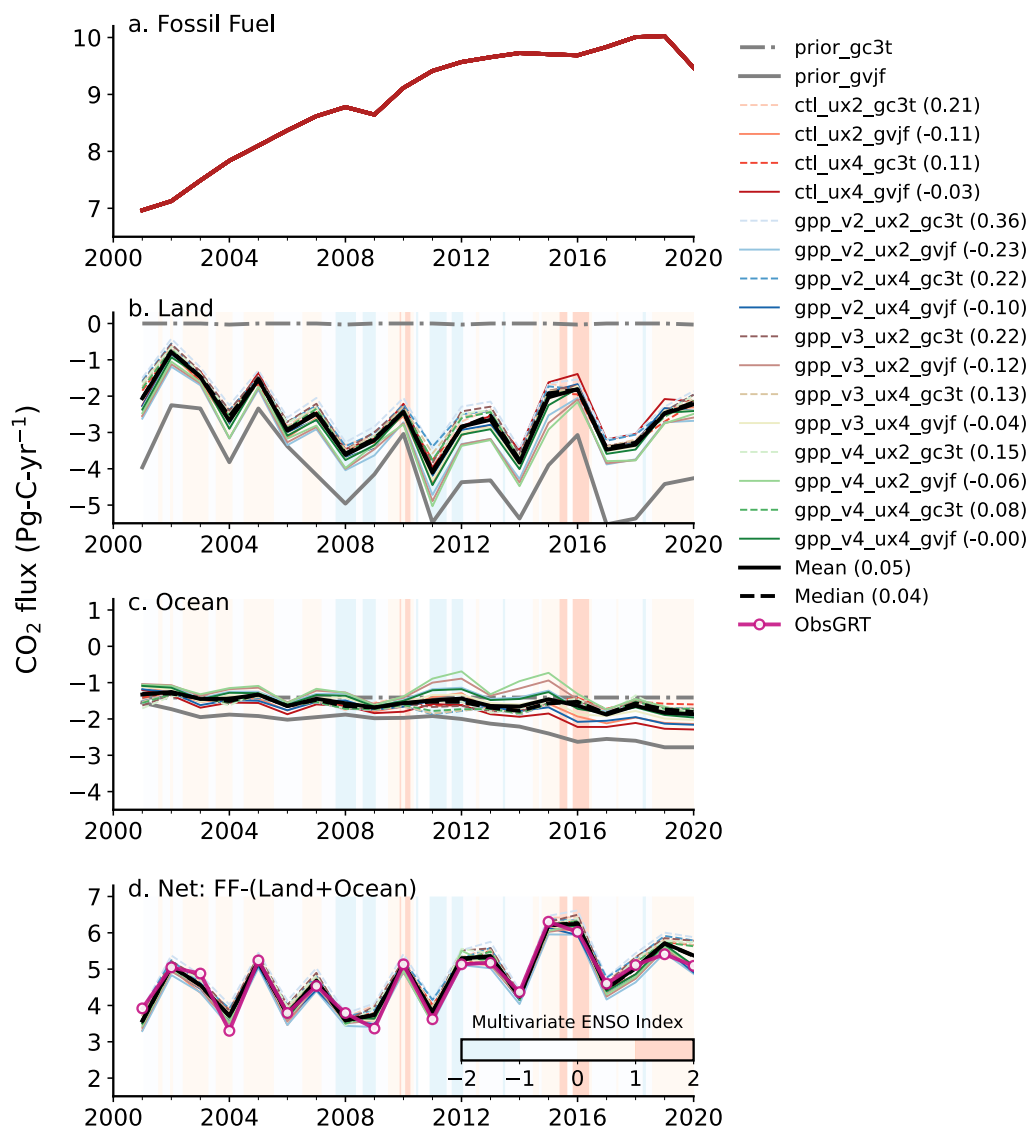 a. Fossil Fuel
10
9
8
7
2000 2004 2008 2012 2016 2020
b. Land
0
−1
−2
−3
−4
−5
2000 2004 2008 2012 2016 2020
CO₂ flux (Pg-C-yr⁻¹)
c. Ocean
1
0
−1
−2
−3
−4
2000 2004 2008 2012 2016 2020
d. Net: FF-(Land+Ocean)
7
6
5
4
3
2
Multivariate ENSO Index
−2 −1 0 1 2
2000 2004 2008 2012 2016 2020
prior_gc3t
prior_gvjf
ctl_ux2_gc3t (0.21)
ctl_ux2_gvjf (-0.11)
ctl_ux4_gc3t (0.11)
ctl_ux4_gvjf (-0.03)
gpp_v2_ux2_gc3t (0.36)
gpp_v2_ux2_gvjf (-0.23)
gpp_v2_ux4_gc3t (0.22)
gpp_v2_ux4_gvjf (-0.10)
gpp_v3_ux2_gc3t (0.22)
gpp_v3_ux2_gvjf (-0.12)
gpp_v3_ux4_gc3t (0.13)
gpp_v3_ux4_gvjf (-0.04)
gpp_v4_ux2_gc3t (0.15)
gpp_v4_ux2_gvjf (-0.06)
gpp_v4_ux4_gc3t (0.08)
gpp_v4_ux4_gvjf (-0.00)
Mean (0.05)
Median (0.04)
ObsGRT